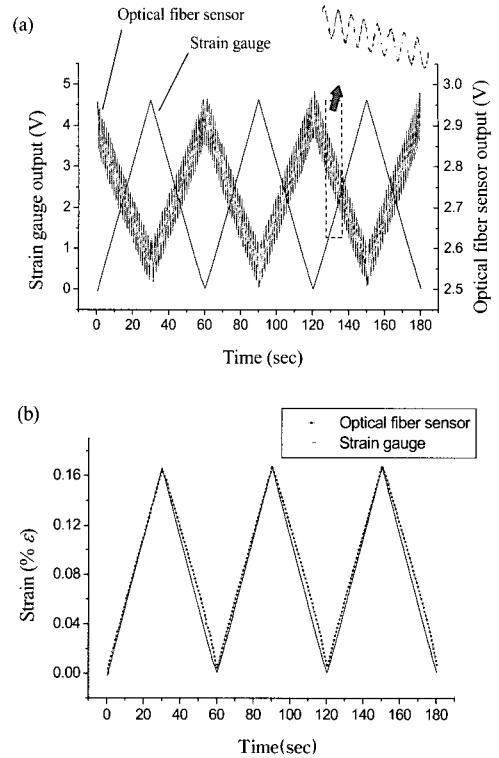 (a)
Optical fiber sensor
Strain gauge
Strain gauge output (V)
5
4
3
2
1
0
Optical fiber sensor output (V)
3.0
2.9
2.8
2.7
2.6
2.5
0 20 40 60 80 100 120 140 160 180
Time (sec)
(b)
Optical fiber sensor
Strain gauge
Strain (% ε)
0.16
0.12
0.08
0.04
0.00
0 20 40 60 80 100 120 140 160 180
Time(sec)